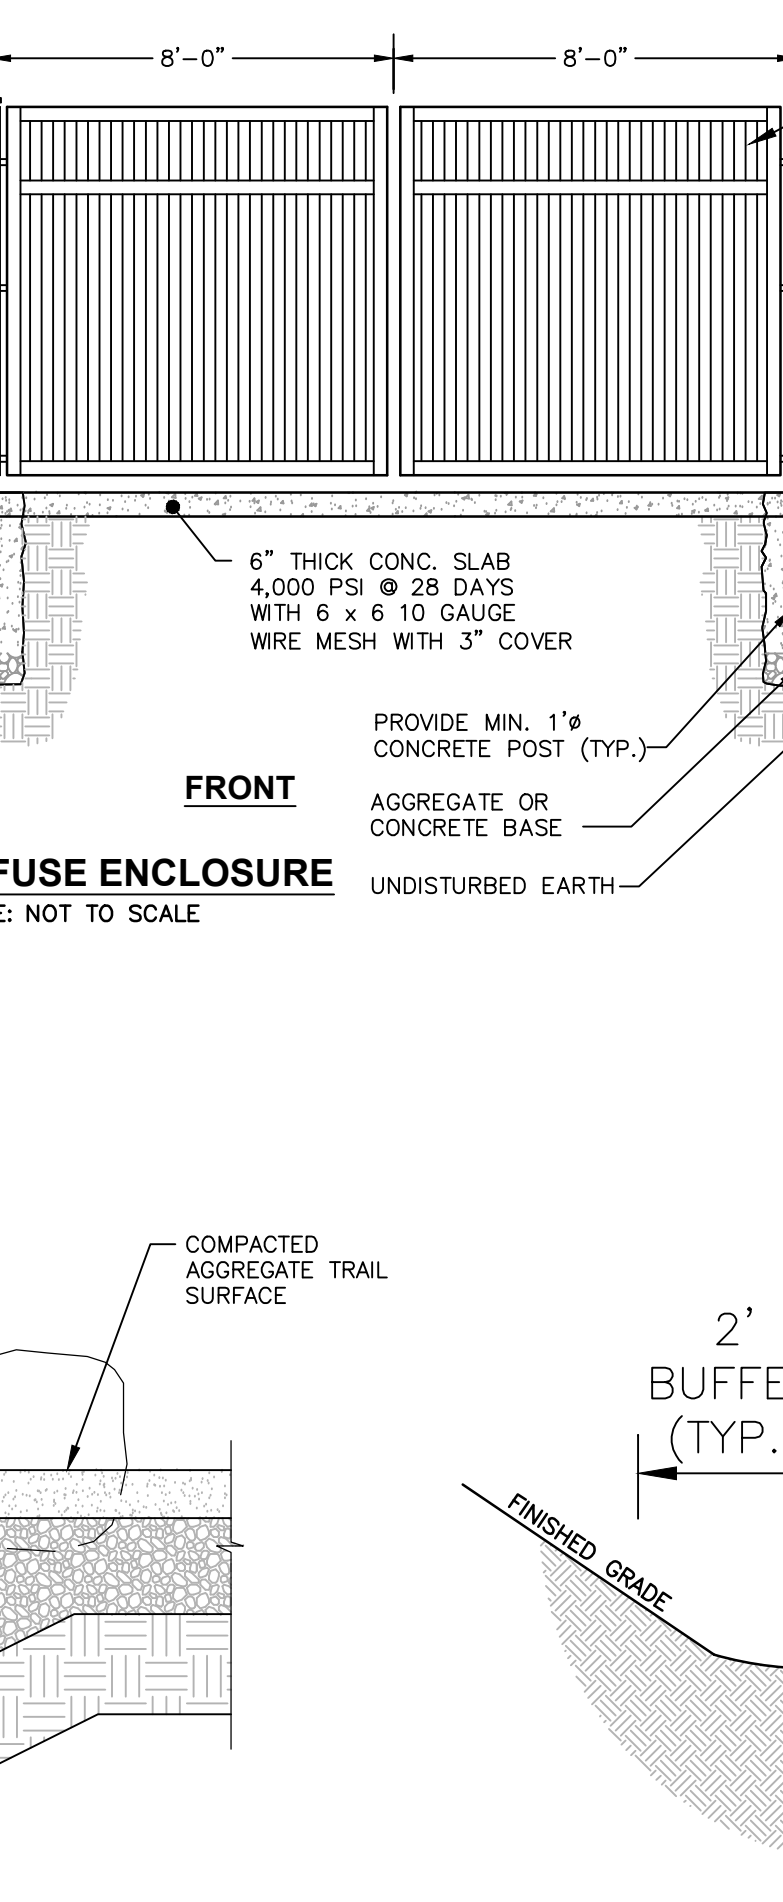 8'-0" 8'-0"
6" THICK CONC. SLAB
4,000 PSI @ 28 DAYS
WITH 6 x 6 10 GAUGE
WIRE MESH WITH 3" COVER
PROVIDE MIN. 1'ø
CONCRETE POST (TYP.)
AGGREGATE OR
CONCRETE BASE
UNDISTURBED EARTH
FRONT
FUSE ENCLOSURE
E: NOT TO SCALE
COMPACTED
AGGREGATE TRAIL
SURFACE
2'
BUFFE
(TYP.
FINISHED GRADE